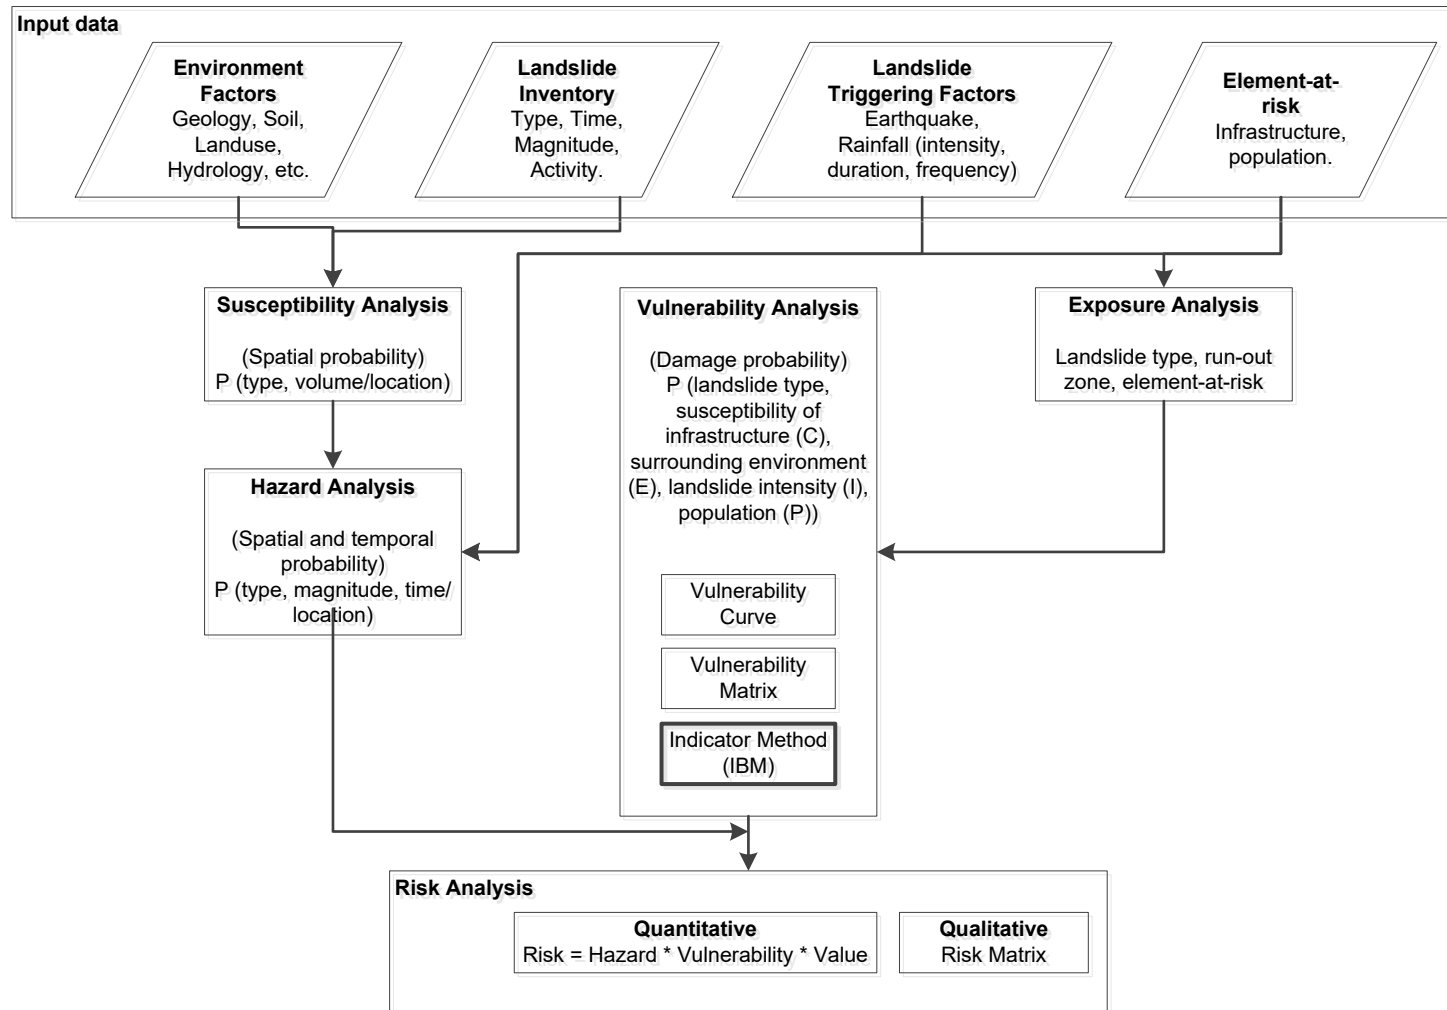 Input data
Environment
Factors
Geology, Soil,
Landuse,
Hydrology, etc.
Landslide
Inventory
Type, Time,
Magnitude,
Activity.
Landslide
Triggering Factors
Earthquake,
Rainfall (intensity,
duration, frequency)
Element-at-
risk
Infrastructure,
population.
Susceptibility Analysis
(Spatial probability)
P (type, volume/location)
Vulnerability Analysis
(Damage probability)
P (landslide type,
susceptibility of
infrastructure (C),
surrounding environment
(E), landslide intensity (I),
population (P))
Exposure Analysis
Landslide type, run-out
zone, element-at-risk
Hazard Analysis
(Spatial and temporal
probability)
P (type, magnitude, time/
location)
Vulnerability
Curve
Vulnerability
Matrix
Indicator Method
(IBM)
Risk Analysis
Quantitative
Risk = Hazard * Vulnerability * Value
Qualitative
Risk Matrix